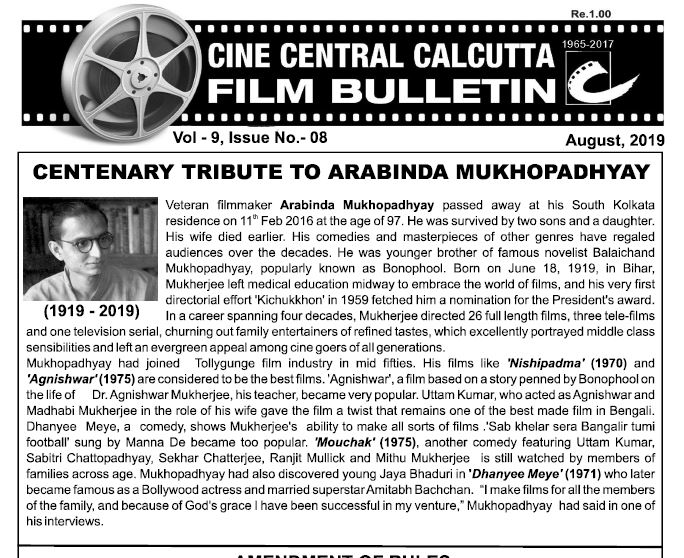 Re.1.00
CINE CENTRAL CALCUTTA
1965-2017
FILM BULLETIN
Vol - 9, Issue No.- 08
August, 2019
CENTENARY TRIBUTE TO ARABINDA MUKHOPADHYAY
Veteran filmmaker Arabinda Mukhopadhyay passed away at his South Kolkata
residence on 11th Feb 2016 at the age of 97. He was survived by two sons and a daughter.
His wife died earlier. His comedies and masterpieces of other genres have regaled
audiences over the decades. He was younger brother of famous novelist Balaichand
Mukhopadhyay, popularly known as Bonophool. Born on June 18, 1919, in Bihar,
Mukherjee left medical education midway to embrace the world of films, and his very first
directorial effort 'Kichukkhon' in 1959 fetched him a nomination for the President's award.
(1919 - 2019)
In a career spanning four decades, Mukherjee directed 26 full length films, three tele-films
and one television serial, churning out family entertainers of refined tastes, which excellently portrayed middle class
sensibilities and left an evergreen appeal among cine goers of all generations.
Mukhopadhayay had joined Tollygunge film industry in mid fifties. His films like 'Nishipadma' (1970) and
'Agnishwar' (1975) are considered to be the best films. 'Agnishwar', a film based on a story penned by Bonophool on
the life of Dr. Agnishwar Mukherjee, his teacher, became very popular. Uttam Kumar, who acted as Agnishwar and
Madhabi Mukherjee in the role of his wife gave the film a twist that remains one of the best made film in Bengali.
Dhanyee Meye, a comedy, shows Mukherjee's ability to make all sorts of films .'Sab khelar sera Bangalir tumi
football' sung by Manna De became too popular. 'Mouchak' (1975), another comedy featuring Uttam Kumar,
Sabitri Chattopadhyay, Sekhar Chatterjee, Ranjit Mullick and Mithu Mukherjee is still watched by members of
families across age. Mukhopadhyay had also discovered young Jaya Bhaduri in 'Dhanyee Meye' (1971) who later
became famous as a Bollywood actress and married superstar Amitabh Bachchan. "I make films for all the members
of the family, and because of God's grace I have been successful in my venture," Mukhopadhyay had said in one of
his interviews.
AMENDMENT OF RULES